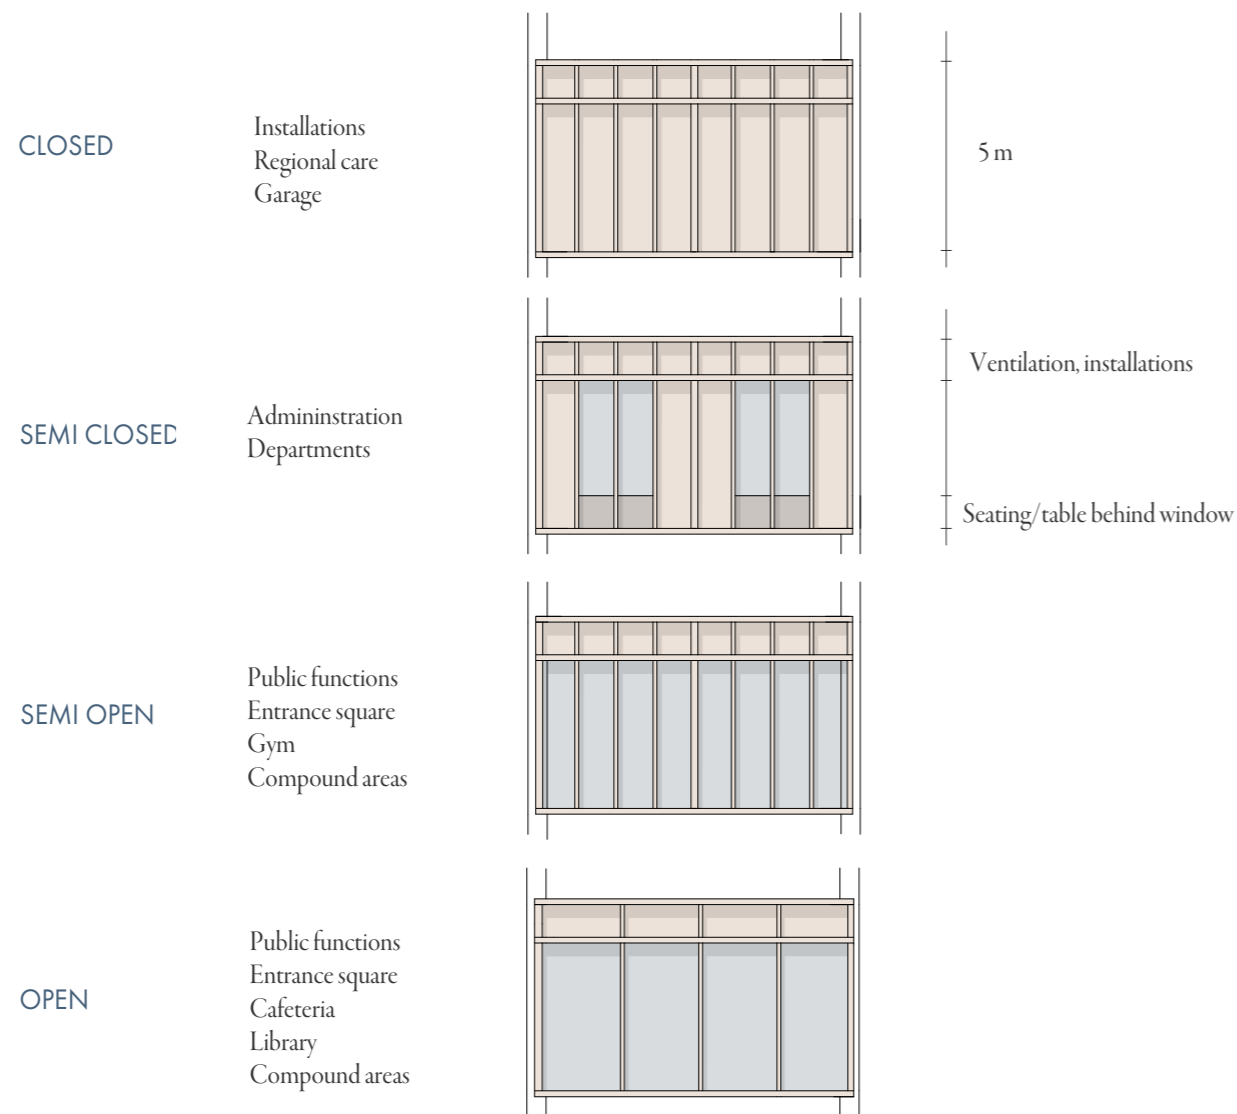 CLOSED
Installations
Regional care
Garage
5 m
SEMI CLOSED
Admininstration
Departments
Ventilation, installations
Seating/table behind window
SEMI OPEN
Public functions
Entrance square
Gym
Compound areas
OPEN
Public functions
Entrance square
Cafeteria
Library
Compound areas